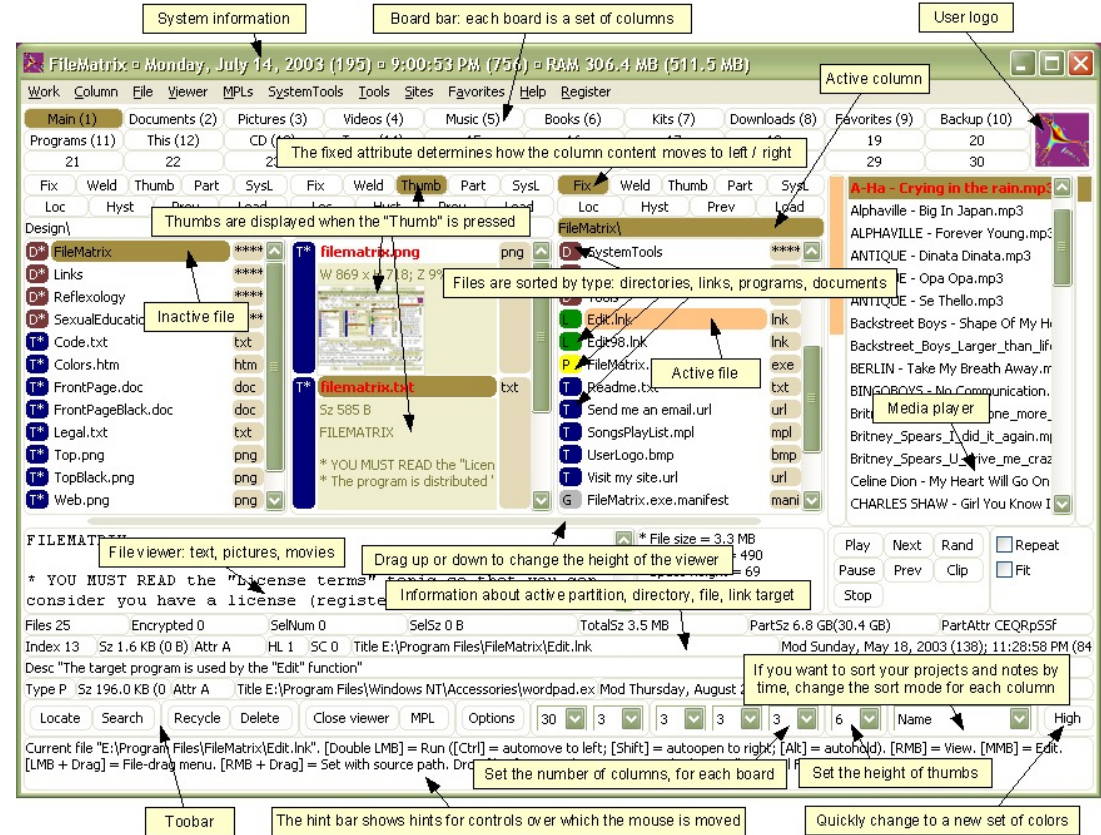 System information
Board bar: each board is a set of columns
User logo
FileMatrix ¤ Monday, July 14, 2003 (195) ¤ 9:00:53 PM (756) ¤ RAM 306.4 MB (511.5 MB)
Active column
Work Column File Viewer MPLs SystemTools Tools Sites Favorites Help Register
Main (1) Documents (2) Pictures (3) Videos (4) Music (5) Books (6) Kits (7) Downloads (8) Favorites (9) Backup (10)
Programs (11) This (12) CD 19 20
The fixed attribute determines how the column content moves to left / right
21 22 29 30
Fix Weld Thumb Part SysL Fix Weld Thumb Part SysL Fix Weld Thumb Part SysL
Loc Hyst Loc Hyst Prev Load
Thumbs are displayed when the "Thumb" is pressed
Design\
FileMatrix\
D* FileMatrix ****
D* Links ****
D* Reflexology ****
D*
Inactive file
T* Code.txt txt
T* Colors.htm htm
T* FrontPage.doc doc
T* FrontPageBlack.doc doc
T* Legal.txt txt
T* Top.png png
T* TopBlack.png png
T* Web.png png
T* filematrix.png png
T* filematrix.txt txt
Sz 585 B
FILEMATRIX
* YOU MUST READ the "Licen
* The program is distributed '
D SystemTools ****
Files are sorted by type: directories, links, programs, documents
L Edit.lnk lnk
L Edit98.lnk lnk
P exe
Active file
T Readme.txt txt
T Send me an email.url url
T SongsPlayList.mpl mpl
T UserLogo.bmp bmp
T Visit my site.url url
G FileMatrix.exe.manifest mani
A-Ha - Crying in the rain.mp3
Alphaville - Big In Japan.mp3
ALPHAVILLE - Forever Young.mp3
ANTIQUE - Dinata Dinata.mp3
Opa Opa.mp3
ANTIQUE - Se Thello.mp3
Backstreet Boys - Shape Of My H
Backstreet_Boys_Larger_than_life
BERLIN - Take My Breath Away.m
BINGOBOYS - No Communication.
Media player
Britney_Spears_I_did_it_again.m
Britney_Spears_U_drive_me_craz
Celine Dion - My Heart Will Go On
CHARLES SHAW - Girl You Know I
FILEMATRIX
File viewer: text, pictures, movies
* YOU MUST READ the "License terms" topic so that you can
consider you have a license
* File size = 3.3 MB
= 490
= 69
Drag up or down to change the height of the viewer
Information about active partition, directory, file, link target
Play Next Rand Repeat
Pause Prev Clip Fit
Stop
Files 25 Encrypted 0 SelNum 0 SelSz 0 B TotalSz 3.5 MB PartSz 6.8 GB(30.4 GB) PartAttr CEQRpSSf
Index 13 Sz 1.6 KB (0 B) Attr A HL 1 SC 0 Title E:\Program Files\FileMatrix\Edit.lnk Mod Sunday, May 18, 2003 (138); 11:28:58 PM (84
Desc "The target program is used by the "Edit" function"
Type P Sz 196.0 KB (0 Attr A Title E:\Program Files\Windows NT\Accessories\wordpad.ex Mod Thursday, August
If you want to sort your projects and notes by
time, change the sort mode for each column
Locate Search Recycle Delete Close viewer MPL Options 30 3 3 3 3 6 Name High
Current file "E:\Program Files\FileMatrix\Edit.lnk". [Double LMB] = Run ([Ctrl] = automove to left; [Shift] = autoopen to right; [Alt] = autohold). [RMB] = View. [MMB] = Edit.
[LMB + Drag] = File-drag menu. [RMB + Drag] = Set with source path.
Set the number of columns, for each board
Set the height of thumbs
Toobar
The hint bar shows hints for controls over which the mouse is moved
Quickly change to a new set of colors